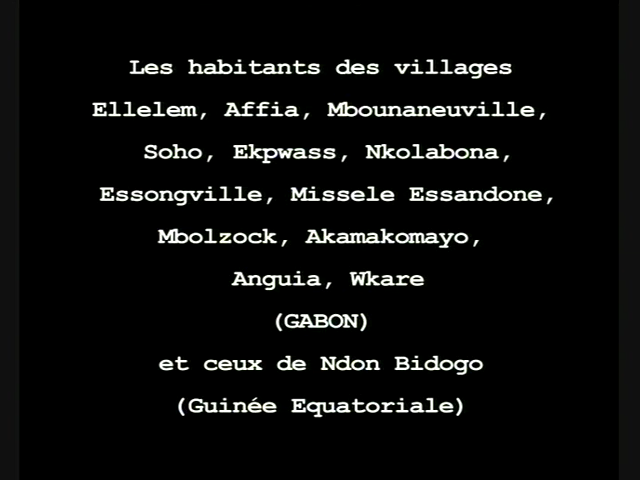 Les habitants des villages
Ellelem, Affia, Mbounaneuville,
Soho, Ekpwass, Nkolabona,
Essongville, Missele Essandone,
Mbolzock, Akamakomayo,
Anguia, Wkare
(GABON)
et ceux de Ndon Bidogo
(Guinée Equatoriale)